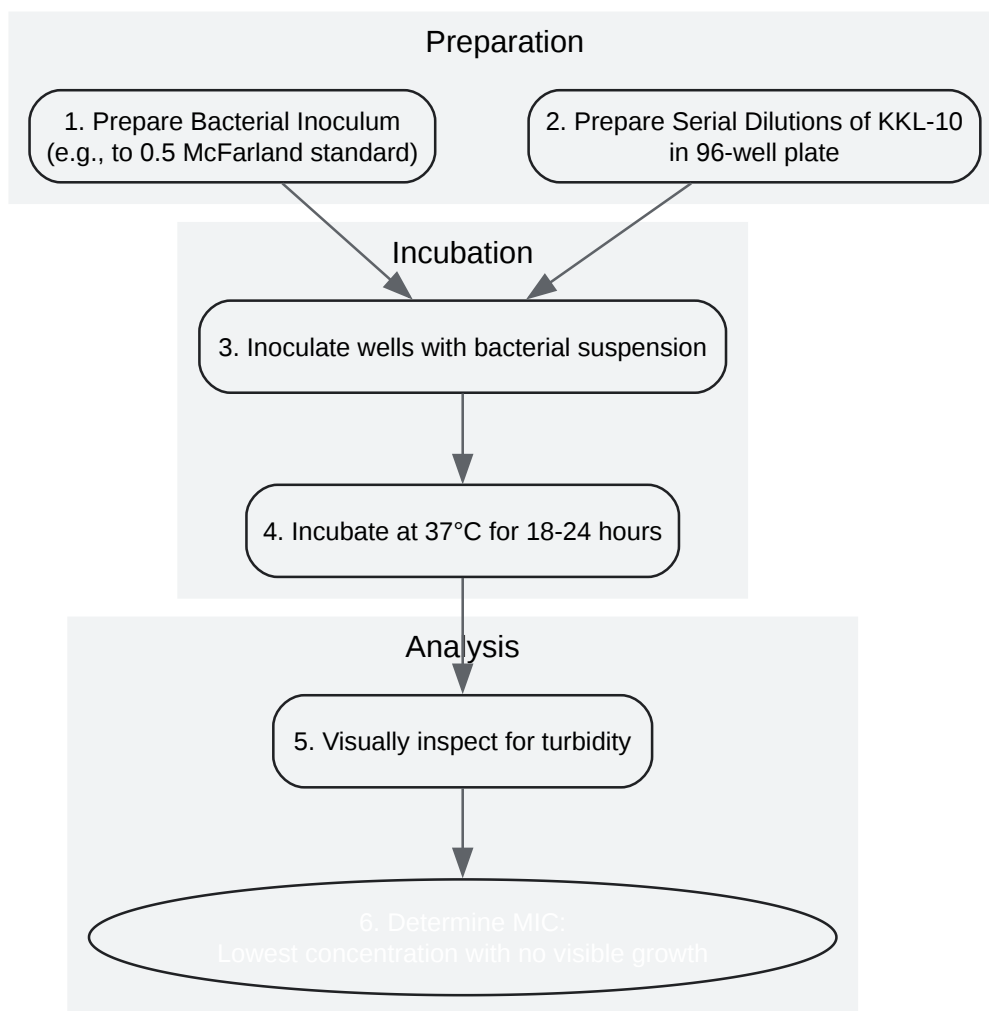 Preparation
1. Prepare Bacterial Inoculum
(e.g., to 0.5 McFarland standard)
2. Prepare Serial Dilutions of KKL-10
in 96-well plate
Incubation
3. Inoculate wells with bacterial suspension
4. Incubate at 37°C for 18-24 hours
Analysis
5. Visually inspect for turbidity
6. Determine MIC:
Lowest concentration with no visible growth